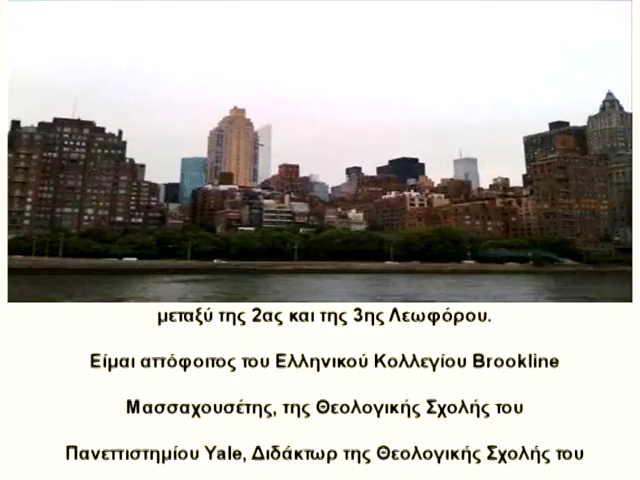 μεταξύ της 2ας και της 3ης Λεωφόρου.
Είμαι απόφοιτος του Ελληνικού Κολλεγίου Brookline
Μασσαχουσέτης, της Θεολογικής Σχολής του
Πανεπιστημίου Yale, Διδάκτωρ της Θεολογικής Σχολής του